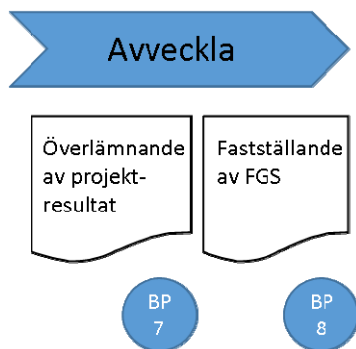 Avveckla
Överlämnande
av projekt-
resultat
Fastställande
av FGS
BP
7
BP
8